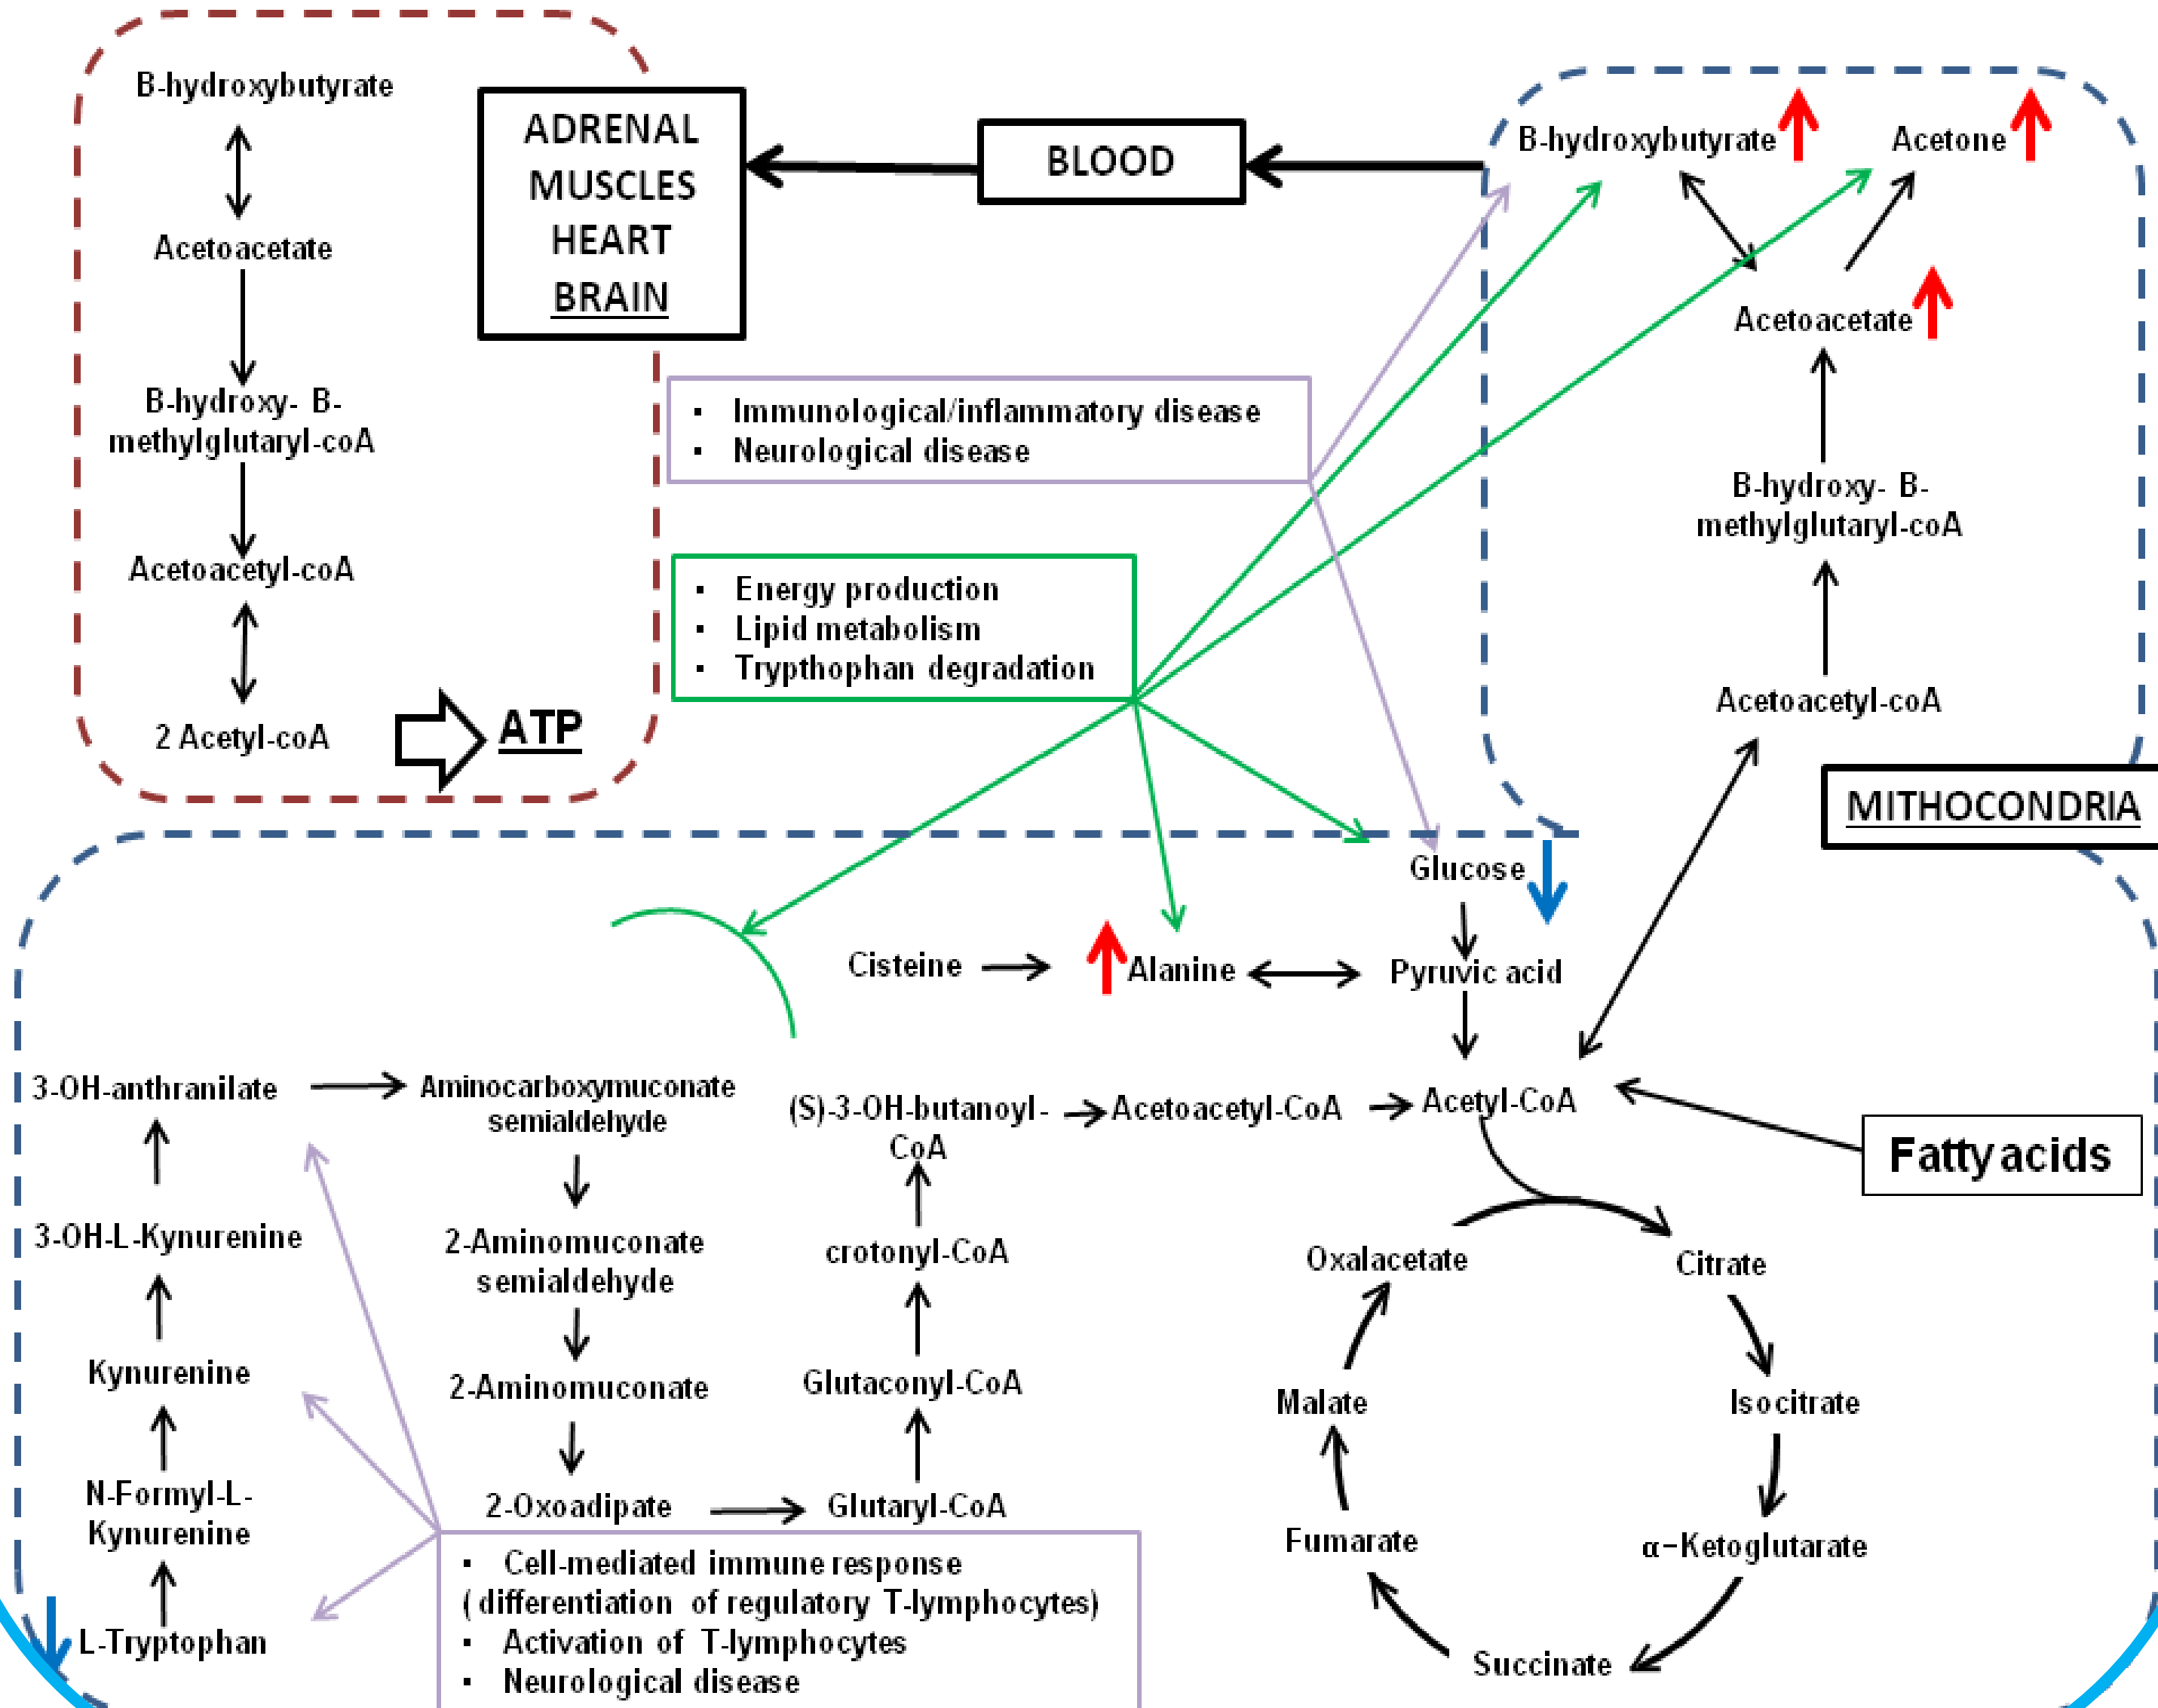 B-hydroxybutyrate
Acetoacetate
B-hydroxy- B-
methylglutaryl-coA
Acetoacetyl-coA
2 Acetyl-coA
ATP
ADRENAL
MUSCLES
HEART
BRAIN
BLOOD
B-hydroxybutyrate
Acetone
Acetoacetate
B-hydroxy- B-
methylglutaryl-coA
Acetoacetyl-coA
MITHOCONDRIA
▪ Immunological/inflammatory disease
▪ Neurological disease
▪ Energy production
▪ Lipid metabolism
▪ Trypthophan degradation
Glucose
Cisteine
Alanine
Pyruvic acid
3-OH-anthranilate
Aminocarboxymuconate
semialdehyde
(S)-3-OH-butanoyl-
CoA
Acetoacetyl-CoA
Acetyl-CoA
Fatty acids
3-OH-L-Kynurenine
2-Aminomuconate
semialdehyde
crotonyl-CoA
Oxalacetate
Citrate
Kynurenine
2-Aminomuconate
Glutaconyl-CoA
Malate
Isocitrate
N-Formyl-L-
Kynurenine
2-Oxoadipate
Glutaryl-CoA
Fumarate
α-Ketoglutarate
L-Tryptophan
▪ Cell-mediated immune response
( differentiation of regulatory T-lymphocytes)
▪ Activation of T-lymphocytes
▪ Neurological disease
Succinate